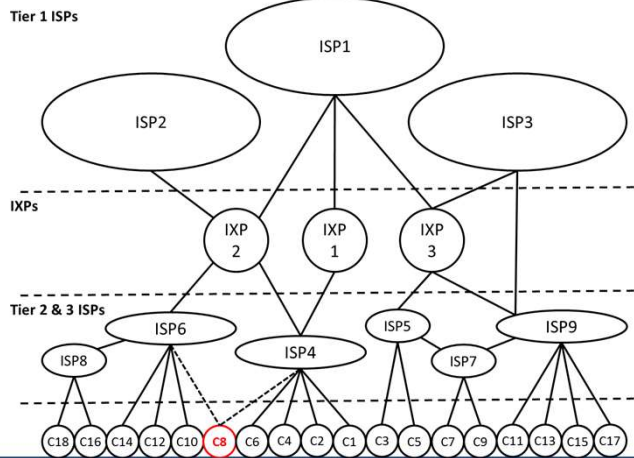 Tier 1 ISPs
ISP1
ISP2
ISP3
IXPs
IXP
2
IXP
1
IXP
3
Tier 2 & 3 ISPs
ISP6
ISP5
ISP9
ISP8
ISP4
ISP7
C18
C16
C14
C12
C10
C8
C6
C4
C2
C1
C3
C5
C7
C9
C11
C13
C15
C17